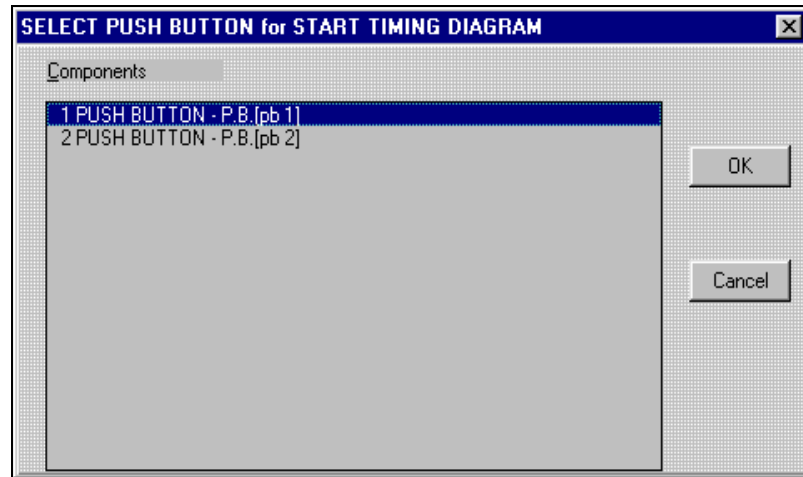 SELECT PUSH BUTTON for START TIMING DIAGRAM
Components
1 PUSH BUTTON - P.B.[pb 1]
2 PUSH BUTTON - P.B.[pb 2]
OK
Cancel